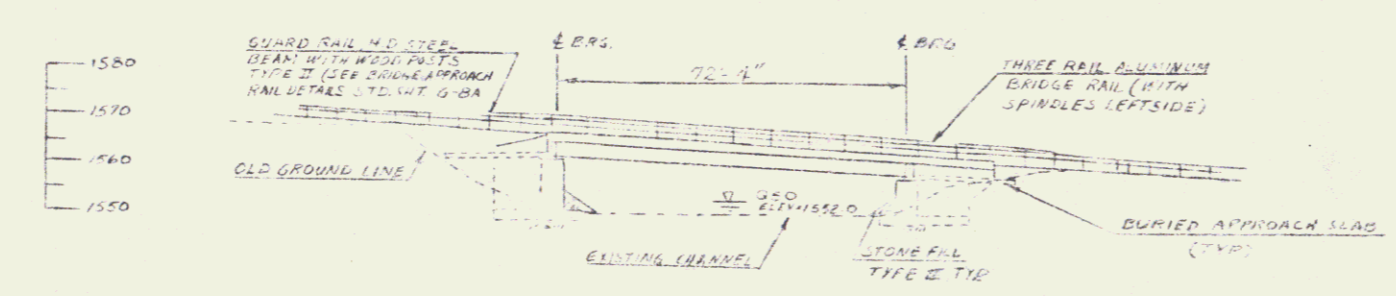 GUARD RAIL, H D STEEL
BEAM WITH WOOD POSTS
TYPE II (SEE BRIDGE APPROACH
RAIL DETAILS STD. SHT. G-8A
℄ BRG.
℄ BRG
72'-4"
THREE RAIL ALUMINUM
BRIDGE RAIL (WITH
SPINDLES LEFTSIDE)
1580
1570
1560
1550
OLD GROUND LINE
Q50
ELEV=1552.0
EXISTING CHANNEL
STONE FILL
TYPE III TYP
BURIED APPROACH SLAB
(TYP)